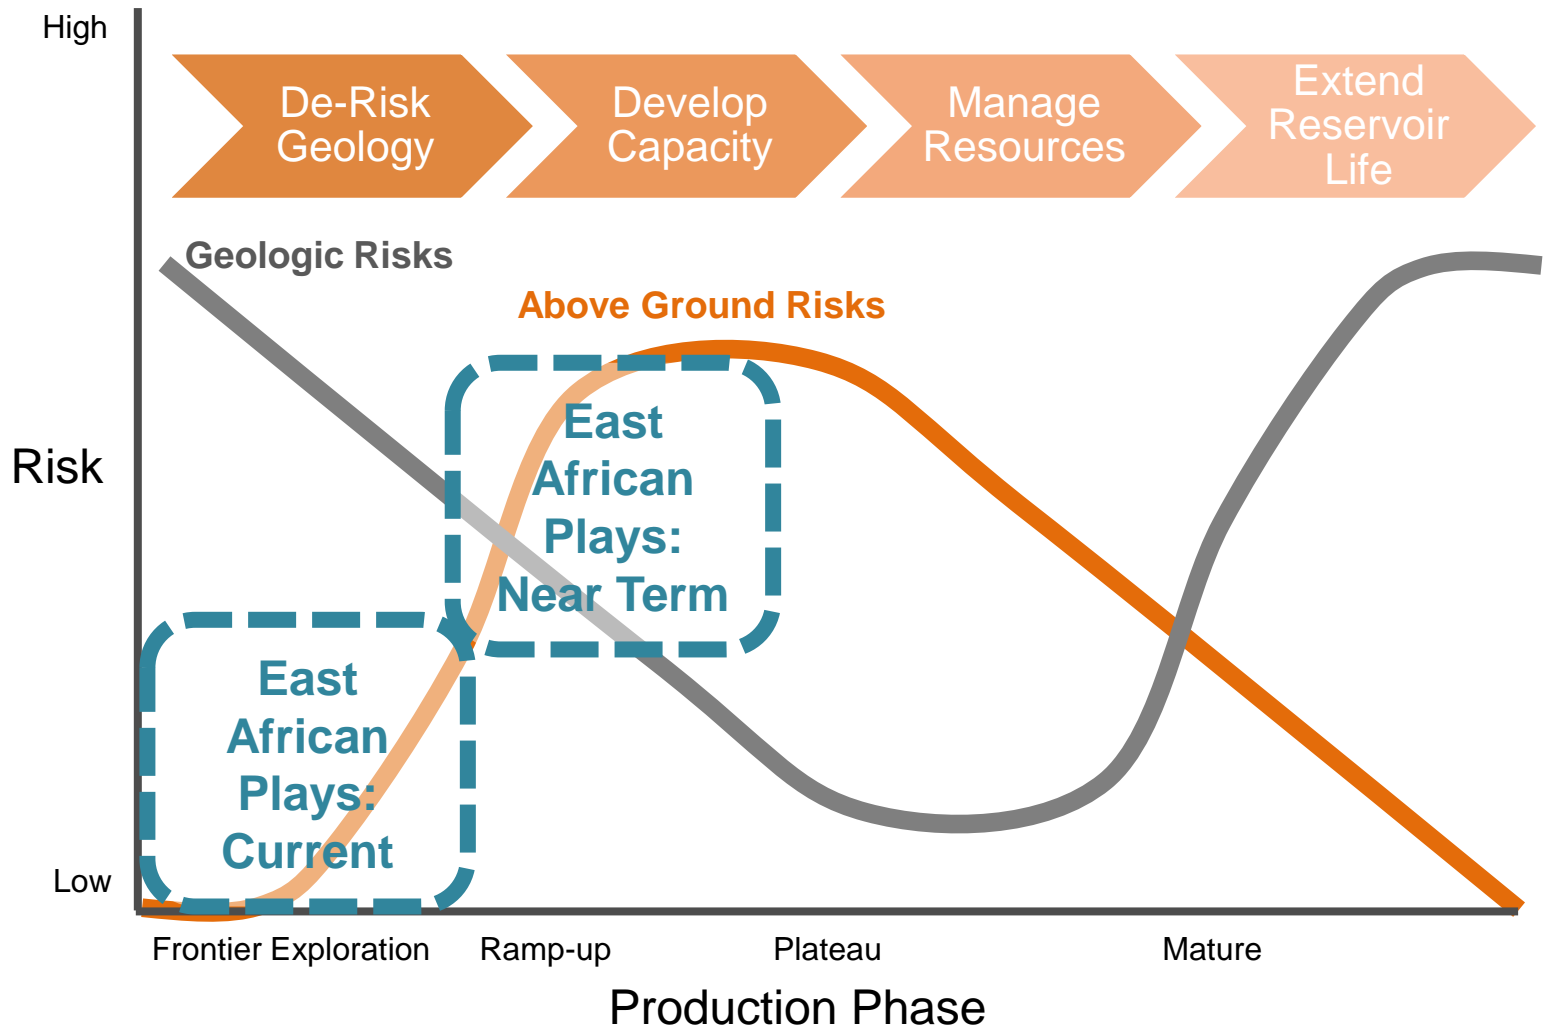 High
De-Risk
Geology
Develop
Capacity
Manage
Resources
Extend
Reservoir
Life
Geologic Risks
Above Ground Risks
East
African
Plays:
Near Term
Risk
East
African
Plays:
Current
Low
Frontier Exploration
Ramp-up
Plateau
Mature
Production Phase